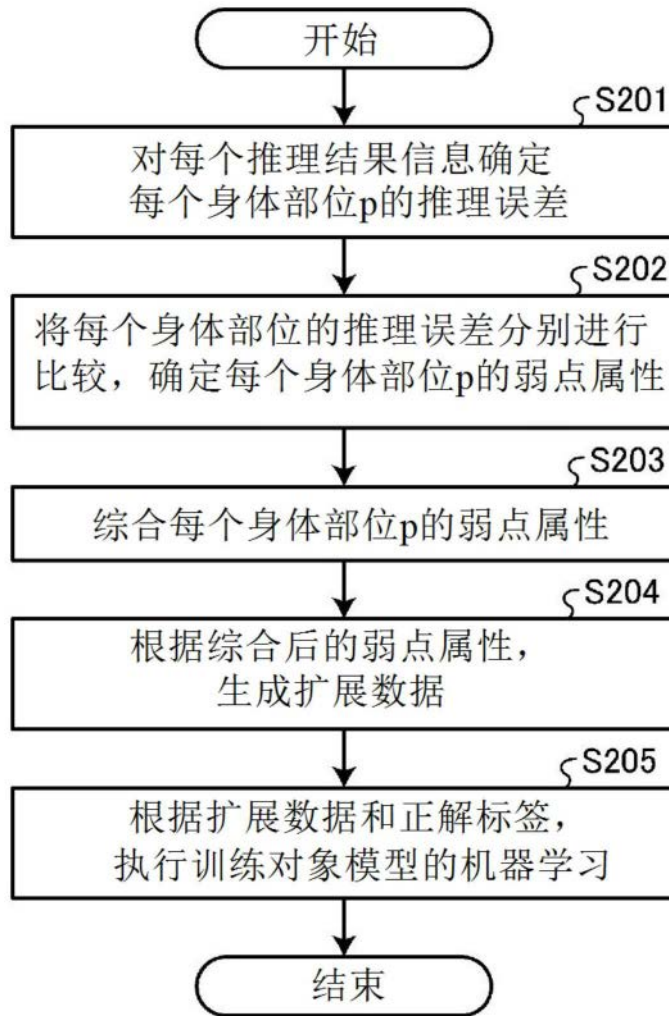 开始
S201
对每个推理结果信息确定
每个身体部位p的推理误差
S202
将每个身体部位的推理误差分别进行
比较，确定每个身体部位p的弱点属性
S203
综合每个身体部位p的弱点属性
S204
根据综合后的弱点属性，
生成扩展数据
S205
根据扩展数据和正解标签，
执行训练对象模型的机器学习
结束